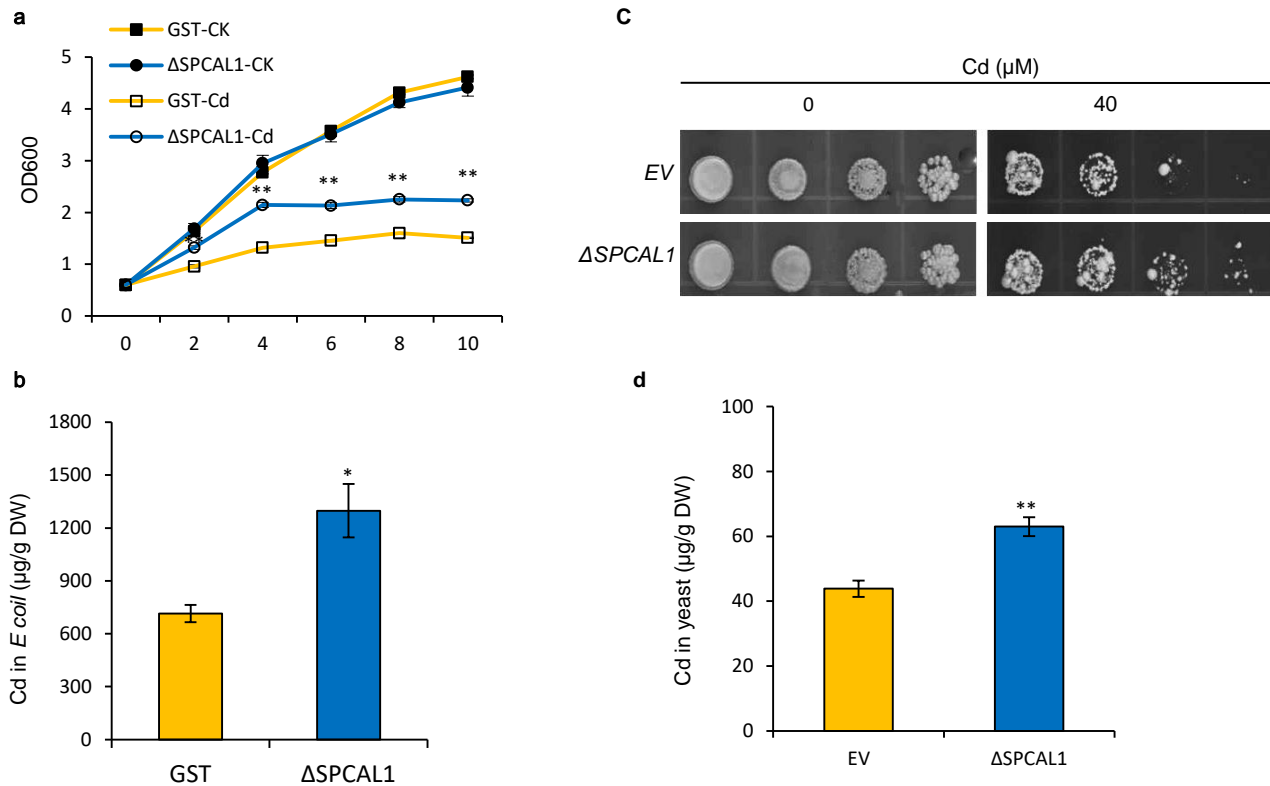 a
GST-CK
ΔSPCAL1-CK
GST-Cd
ΔSPCAL1-Cd
OD600
5
4
3
2
1
0
**
**
**
**
**
0 2 4 6 8 10
C
Cd (µM)
0 40
EV
ΔSPCAL1
b
Cd in E coil (µg/g DW)
1800
1500
1200
900
600
300
0
*
GST ΔSPCAL1
d
Cd in yeast (µg/g DW)
100
80
60
40
20
0
**
EV ΔSPCAL1